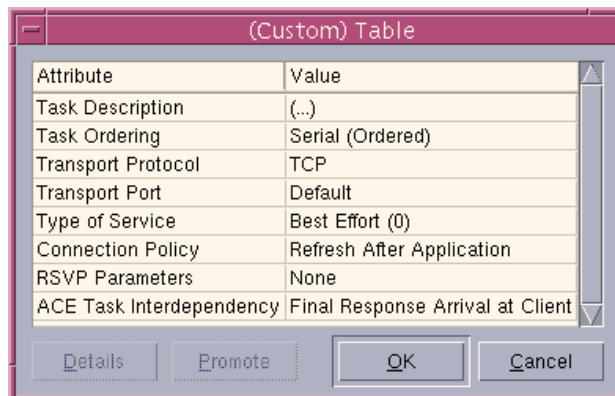 (Custom) Table
Attribute Value
Task Description (...)
Task Ordering Serial (Ordered)
Transport Protocol TCP
Transport Port Default
Type of Service Best Effort (0)
Connection Policy Refresh After Application
RSVP Parameters None
ACE Task Interdependency Final Response Arrival at Client
Details Promote OK Cancel